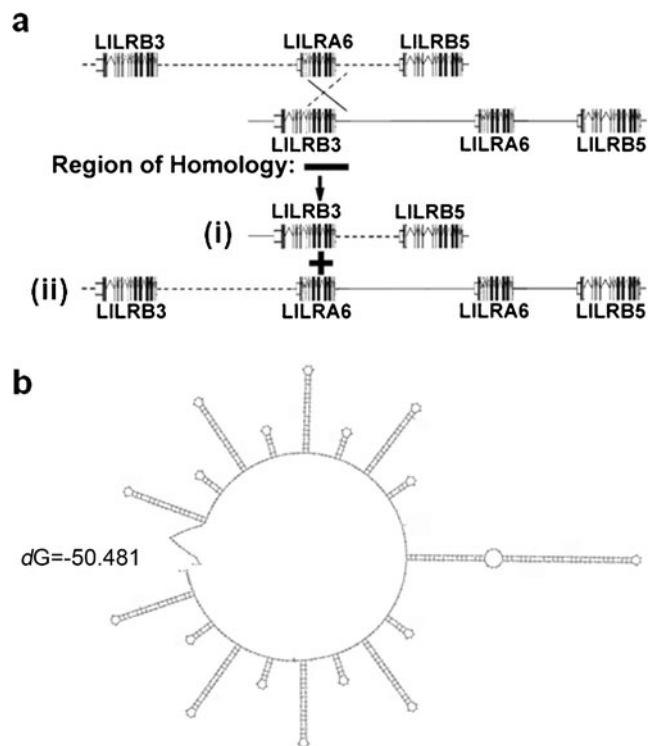 a
LILRB3 LILRA6 LILRB5
LILRB3 LILRA6 LILRB5
Region of Homology:
LILRB3 LILRB5
(i)
(ii)
LILRB3 LILRA6 LILRA6 LILRB5
b
dG=-50.481